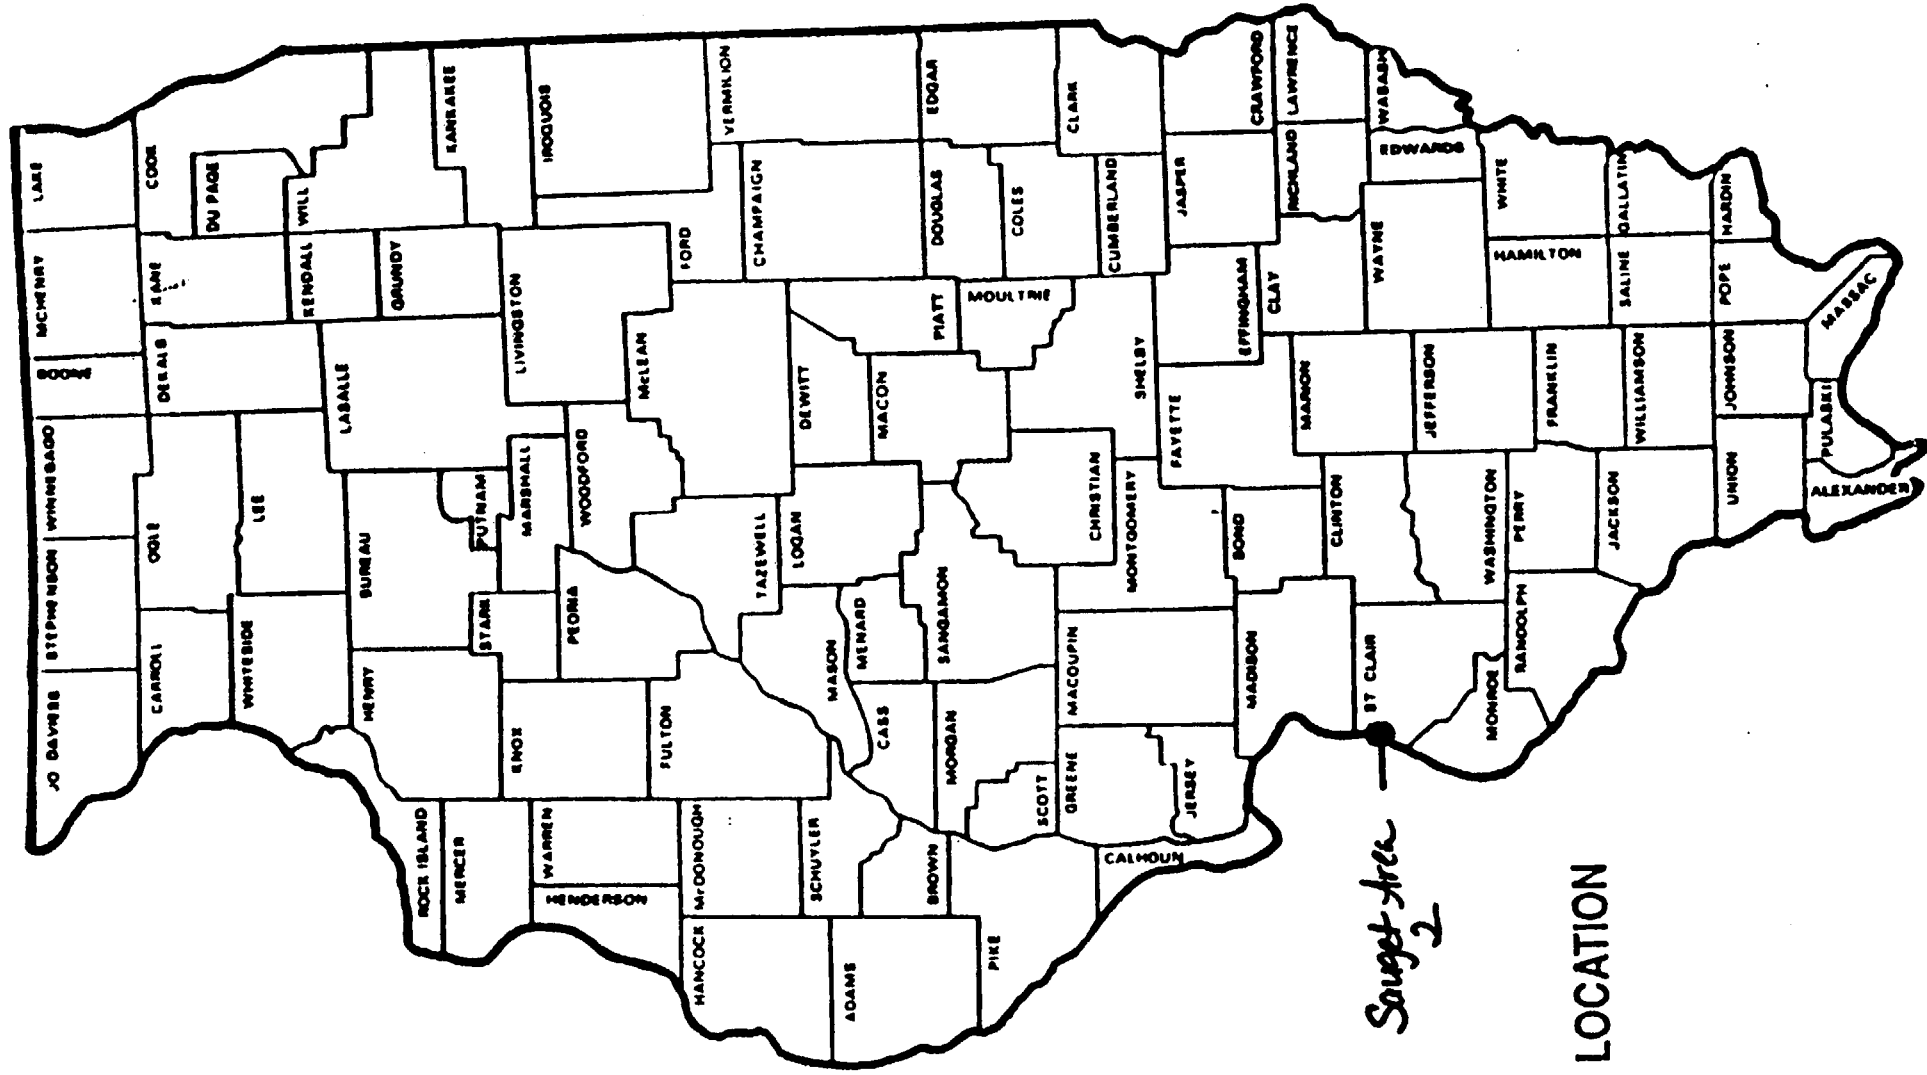 JO DAVIESS
STEPHENSON
WINNEBAGO
BOONE
MCHENRY
LAKE
CARROLL
OGLE
DEKALB
KANE
COOK
DU PAGE
WHITESIDE
LEE
KENDALL
WILL
ROCK ISLAND
HENRY
BUREAU
LASALLE
GRUNDY
MERCER
PUTNAM
KANKAKEE
HENDERSON
WARREN
KNOX
STARK
MARSHALL
LIVINGSTON
IROQUOIS
PEORIA
WOODFORD
HANCOCK
McDONOUGH
FULTON
TAZEWELL
McLEAN
FORD
VERMILION
CHAMPAIGN
ADAMS
SCHUYLER
MASON
LOGAN
DEWITT
MENARD
BROWN
CASS
SANGAMON
MACON
PIATT
DOUGLAS
EDGAR
PIKE
MORGAN
MOULTRIE
COLES
SCOTT
GREENE
MACOUPIN
CHRISTIAN
SHELBY
CUMBERLAND
CLARK
CALHOUN
JERSEY
MONTGOMERY
FAYETTE
EFFINGHAM
JASPER
CRAWFORD
MADISON
BOND
CLAY
RICHLAND
LAWRENCE
MARION
CLINTON
Sauget Area
2
ST CLAIR
WAYNE
EDWARDS
WABASH
JEFFERSON
WASHINGTON
MONROE
RANDOLPH
PERRY
HAMILTON
WHITE
FRANKLIN
JACKSON
WILLIAMSON
SALINE
GALLATIN
UNION
JOHNSON
POPE
HARDIN
ALEXANDER
PULASKI
MASSAC
LOCATION